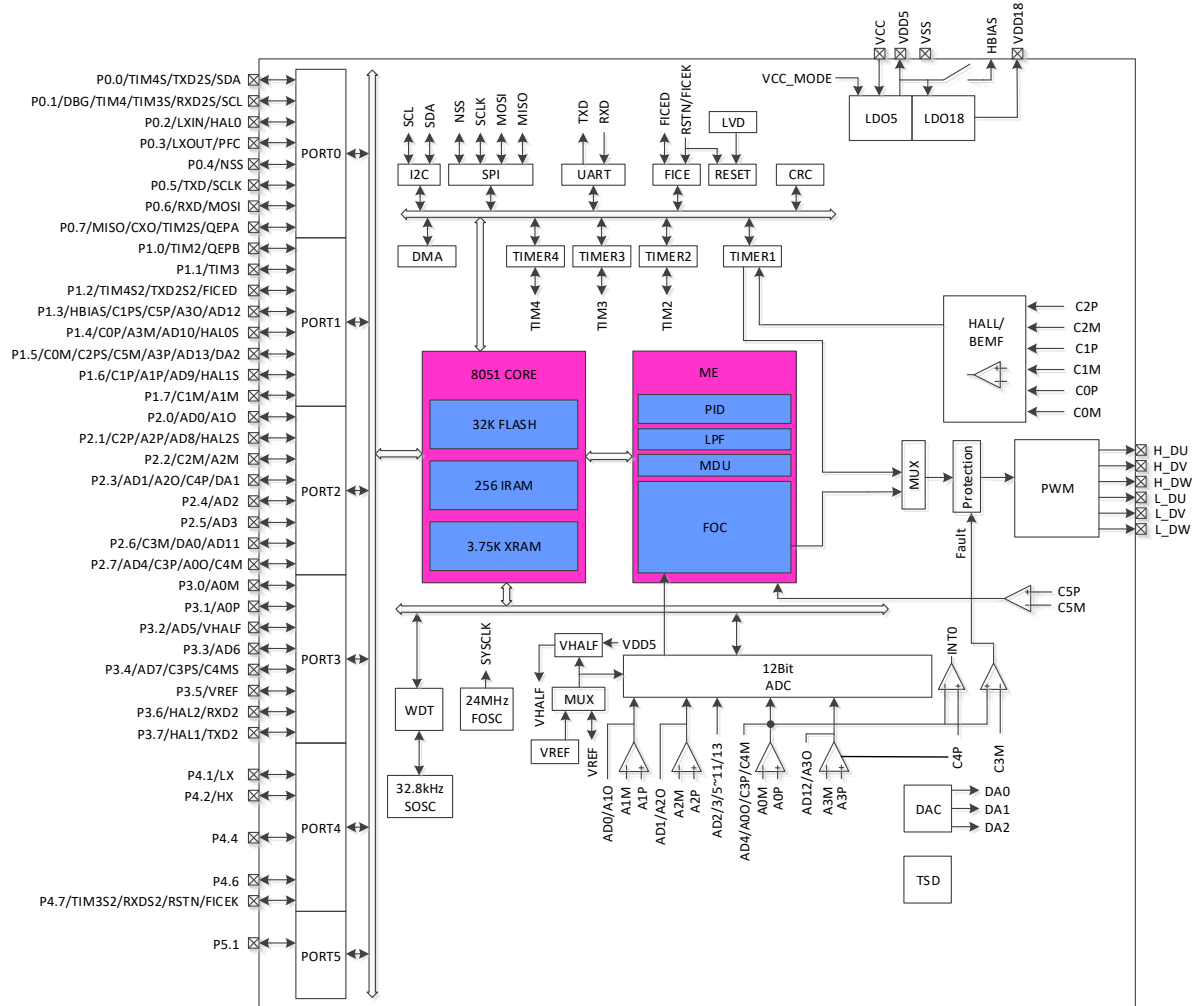 VCC
VDD5
VSS
HBIAS
VDD18
VCC_MODE
LDO5
LDO18
P0.0/TIM4S/TXD2S/SDA
P0.1/DBG/TIM4/TIM3S/RXD2S/SCL
P0.2/LXIN/HAL0
P0.3/LXOUT/PFC
P0.4/NSS
P0.5/TXD/SCLK
P0.6/RXD/MOSI
P0.7/MISO/CXO/TIM2S/QEPA
PORT0
P1.0/TIM2/QEPB
P1.1/TIM3
P1.2/TIM4S2/TXD2S2/FICED
P1.3/HBIAS/C1PS/C5P/A3O/AD12
P1.4/C0P/A3M/AD10/HAL0S
P1.5/C0M/C2PS/C5M/A3P/AD13/DA2
P1.6/C1P/A1P/AD9/HAL1S
P1.7/C1M/A1M
PORT1
P2.0/AD0/A1O
P2.1/C2P/A2P/AD8/HAL2S
P2.2/C2M/A2M
P2.3/AD1/A2O/C4P/DA1
P2.4/AD2
P2.5/AD3
P2.6/C3M/DA0/AD11
P2.7/AD4/C3P/A0O/C4M
PORT2
P3.0/A0M
P3.1/A0P
P3.2/AD5/VHALF
P3.3/AD6
P3.4/AD7/C3PS/C4MS
P3.5/VREF
P3.6/HAL2/RXD2
P3.7/HAL1/TXD2
PORT3
P4.1/LX
P4.2/HX
P4.4
P4.6
P4.7/TIM3S2/RXDS2/RSTN/FICEK
PORT4
P5.1
PORT5
SCL
SDA
NSS
SCLK
MOSI
MISO
TXD
RXD
FICED
RSTN/FICEK
LVD
I2C
SPI
UART
FICE
RESET
CRC
DMA
TIMER4
TIMER3
TIMER2
TIMER1
TIM4
TIM3
TIM2
8051 CORE
32K FLASH
256 IRAM
3.75K XRAM
ME
PID
LPF
MDU
FOC
HALL/
BEMF
C2P
C2M
C1P
C1M
C0P
C0M
MUX
Protection
Fault
PWM
H_DU
H_DV
H_DW
L_DU
L_DV
L_DW
C5P
C5M
WDT
32.8kHz
SOSC
SYSCLK
24MHz
FOSC
VHALF
VDD5
VHALF
MUX
VREF
VREF
12Bit
ADC
INT0
AD0/A1O
A1M
A1P
AD1/A2O
A2M
A2P
AD2/3/5~11/13
AD4/A0O/C3P/C4M
A0M
A0P
AD12/A3O
A3M
A3P
C4P
C3M
DAC
DA0
DA1
DA2
TSD